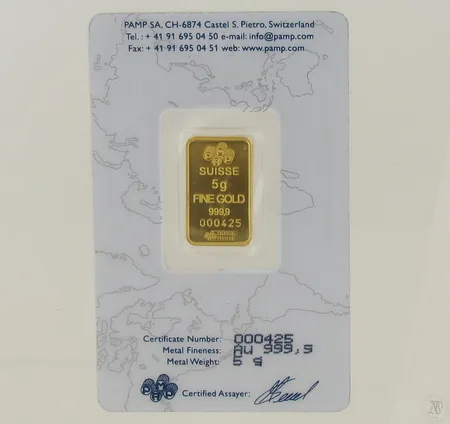 PAMP SA, CH-6874 Castel S. Pietro, Switzerland
Tel. : + 41 91 695 04 50 e-mail: info@pamp.com
Fax: + 41 91 695 04 51 web: www.pamp.com
PAMP
SUISSE
5g
FINE GOLD
999,9
000425
Certificate Number: 000425
Metal Fineness: AU 999,9
Metal Weight: 5 g
PAMP
Certified Assayer: